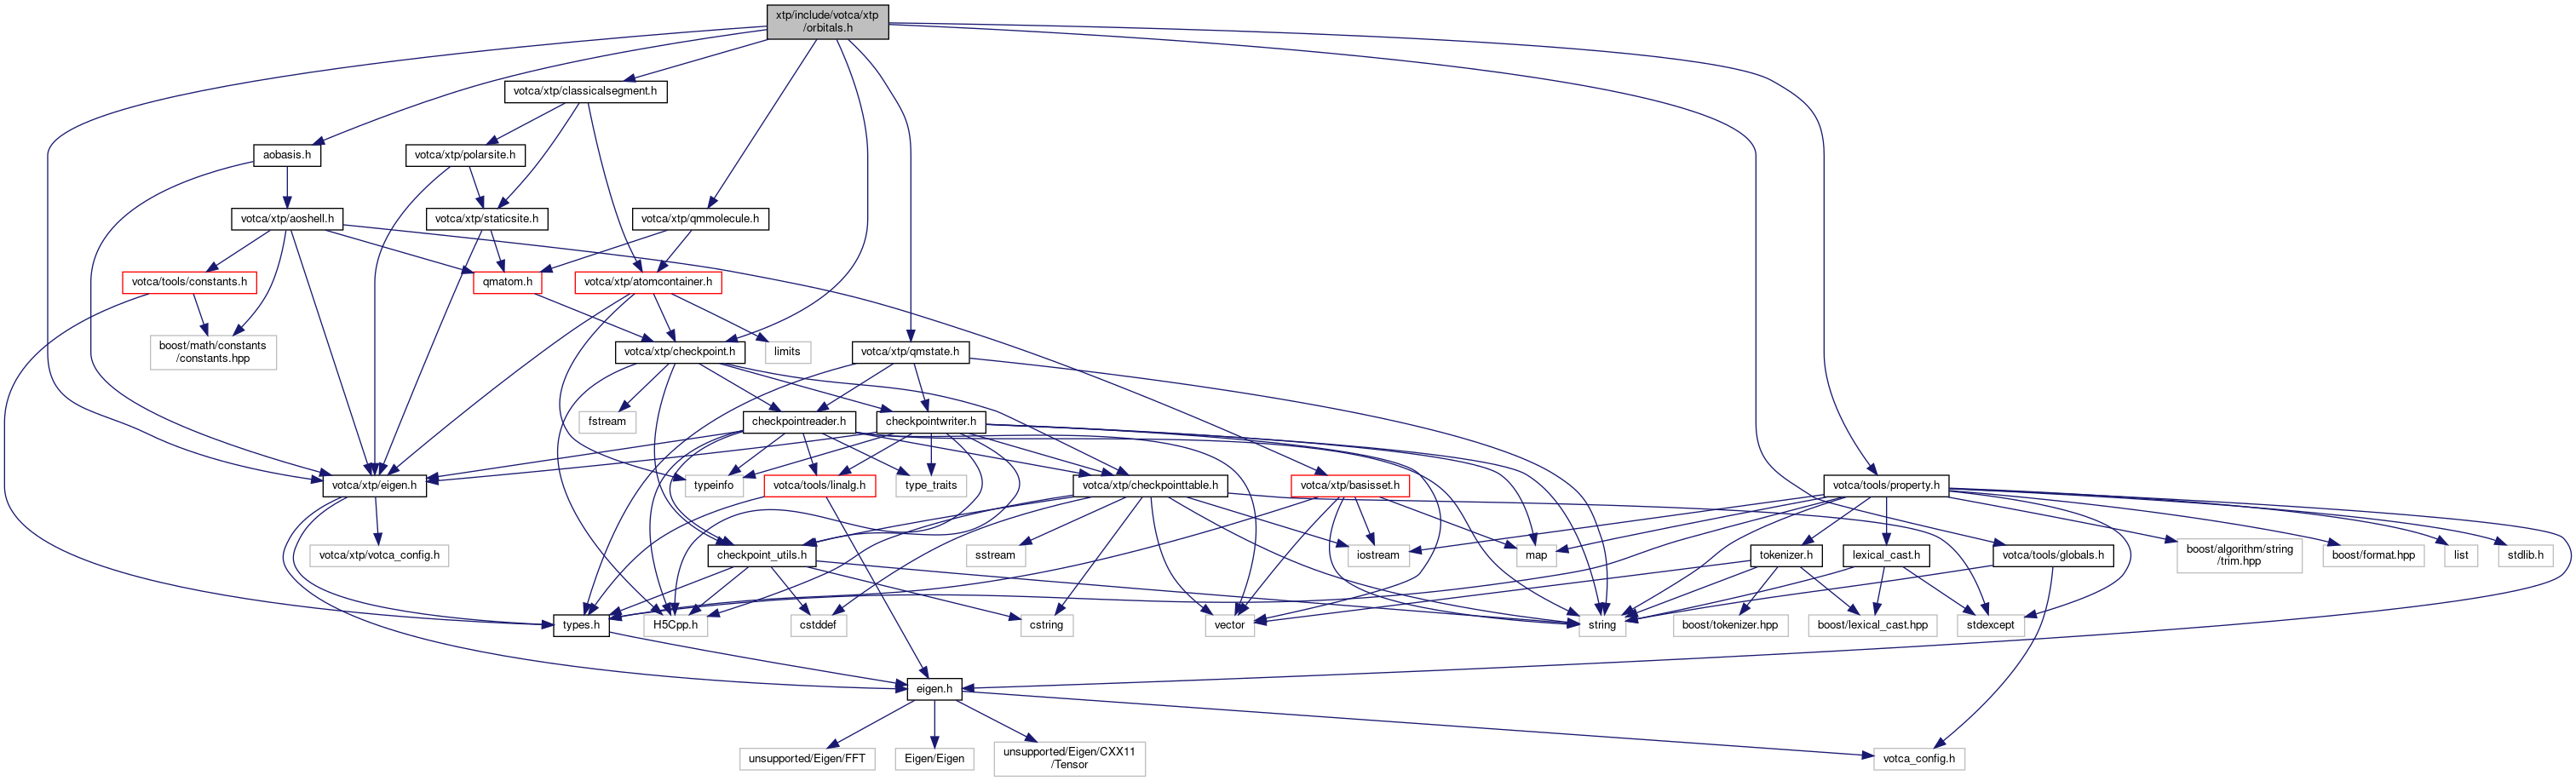 xtp/include/votca/xtp
/orbitals.h
votca/xtp/classicalsegment.h
aobasis.h
votca/xtp/polarsite.h
votca/xtp/aoshell.h
votca/xtp/staticsite.h
votca/xtp/qmmolecule.h
votca/tools/constants.h
qmatom.h
votca/xtp/atomcontainer.h
boost/math/constants
/constants.hpp
votca/xtp/checkpoint.h
limits
votca/xtp/qmstate.h
fstream
checkpointreader.h
checkpointwriter.h
votca/xtp/eigen.h
typeinfo
votca/tools/linalg.h
type_traits
votca/xtp/checkpointtable.h
votca/xtp/basisset.h
votca/tools/property.h
votca/xtp/votca_config.h
checkpoint_utils.h
sstream
iostream
map
tokenizer.h
lexical_cast.h
votca/tools/globals.h
boost/algorithm/string
/trim.hpp
boost/format.hpp
list
stdlib.h
types.h
H5Cpp.h
cstddef
cstring
vector
string
boost/tokenizer.hpp
boost/lexical_cast.hpp
stdexcept
eigen.h
unsupported/Eigen/FFT
Eigen/Eigen
unsupported/Eigen/CXX11
/Tensor
votca_config.h